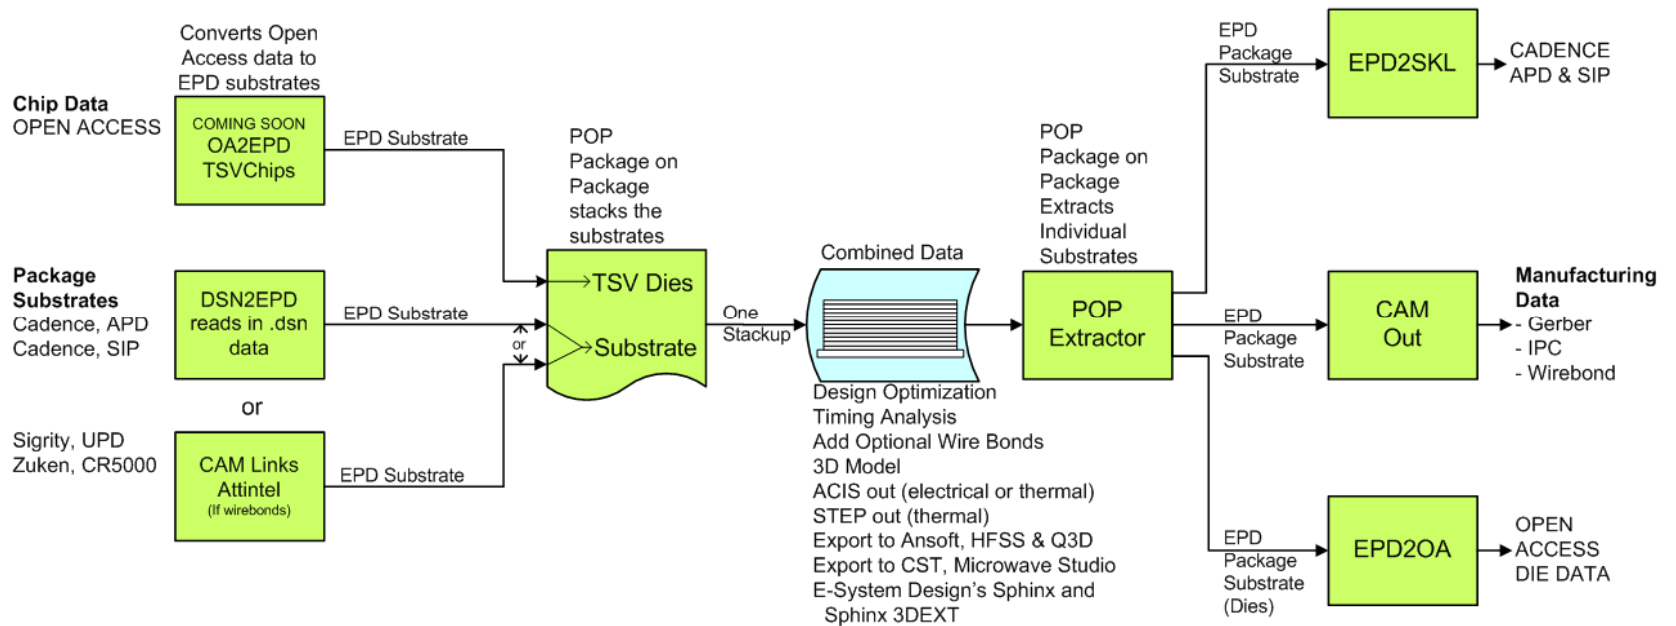 Converts Open
Access data to
EPD substrates
Chip Data
OPEN ACCESS
COMING SOON
OA2EPD
TSVChips
EPD Substrate
Package
Substrates
Cadence, APD
Cadence, SIP
DSN2EPD
reads in .dsn
data
EPD Substrate
or
or
Sigrity, UPD
Zuken, CR5000
CAM Links
Attintel
(If wirebonds)
EPD Substrate
POP
Package on
Package
stacks the
substrates
TSV Dies
Substrate
One
Stackup
Combined Data
Design Optimization
Timing Analysis
Add Optional Wire Bonds
3D Model
ACIS out (electrical or thermal)
STEP out (thermal)
Export to Ansoft, HFSS & Q3D
Export to CST, Microwave Studio
E-System Design's Sphinx and
Sphinx 3DEXT
POP
Package on
Package
Extracts
Individual
Substrates
POP
Extractor
EPD
Package
Substrate
EPD2SKL
CADENCE
APD & SIP
EPD
Package
Substrate
CAM
Out
Manufacturing
Data
- Gerber
- IPC
- Wirebond
EPD
Package
Substrate
(Dies)
EPD2OA
OPEN
ACCESS
DIE DATA